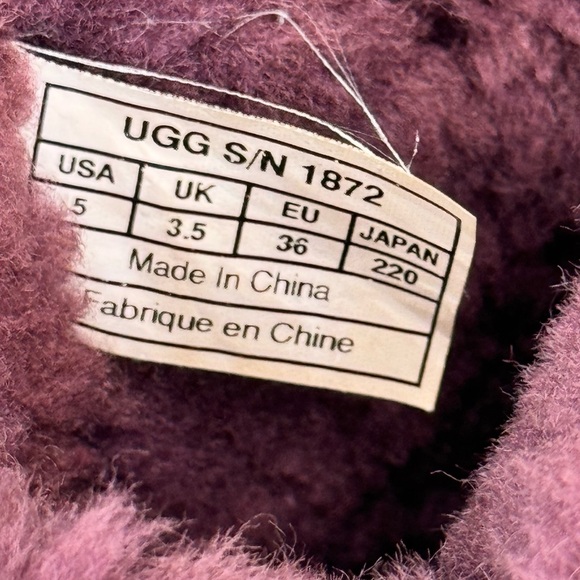 UGG S/N 1872
USA UK EU JAPAN
5 3.5 36 220
Made In China
Fabrique en Chine